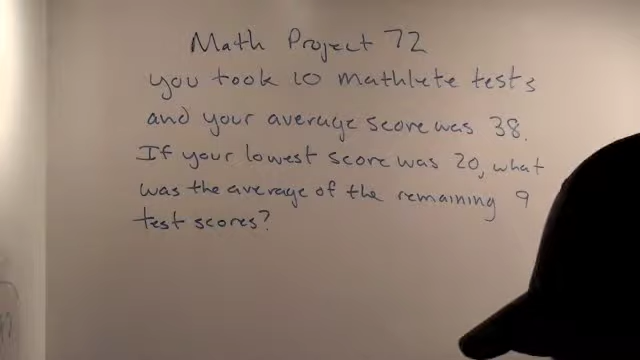 Math Project 72
you took 10 mathlete tests
and your average score was 38.
If your lowest score was 20, what
was the average of the remaining 9
test scores?